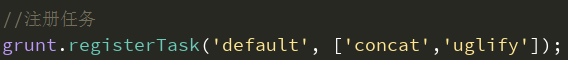 //注册任务
grunt.registerTask('default', ['concat','uglify']);